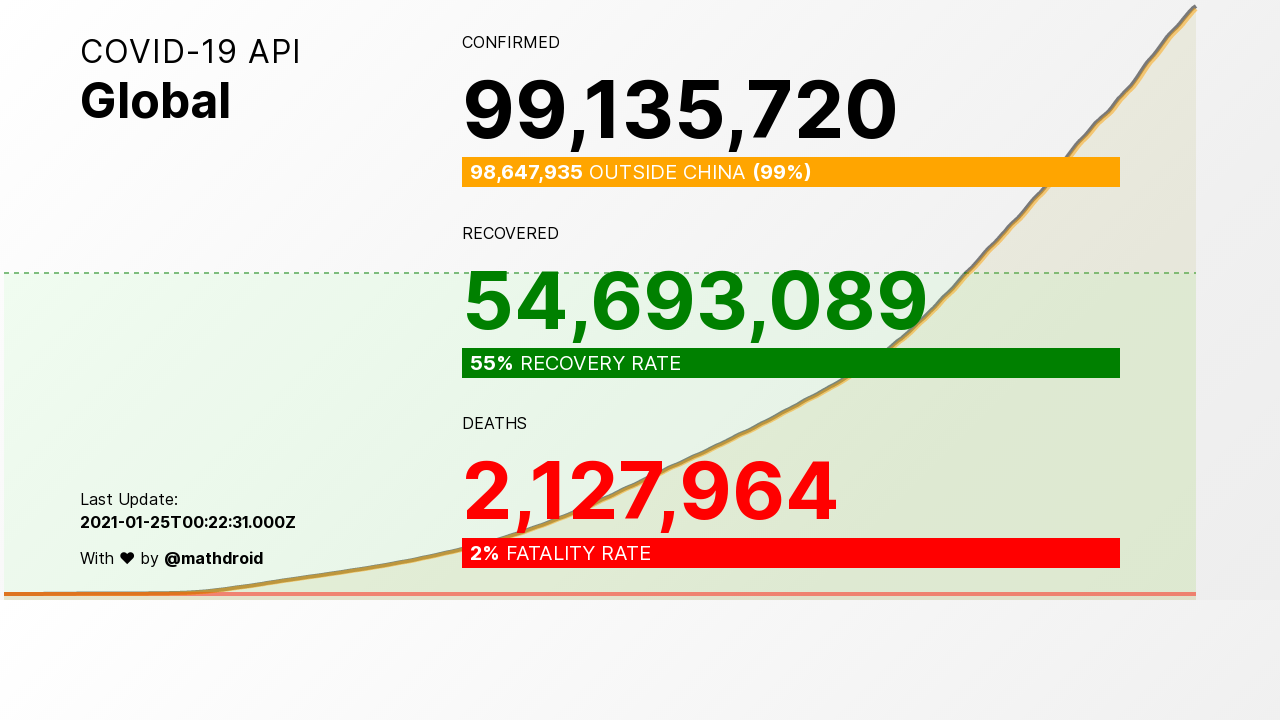 COVID-19 API
Global
CONFIRMED
99,135,720
98,647,935 OUTSIDE CHINA (99%)
RECOVERED
54,693,089
55% RECOVERY RATE
DEATHS
2,127,964
2% FATALITY RATE
Last Update:
2021-01-25T00:22:31.000Z
With ♥ by @mathdroid